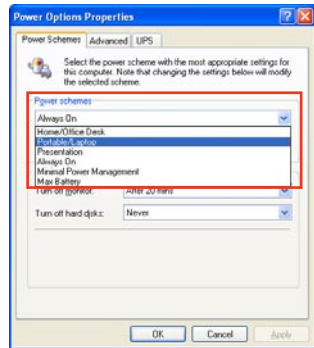 Power Options Properties
Power Schemes Advanced UPS
Select the power scheme with the most appropriate settings for
this computer. Note that changing the settings below will modify
the selected scheme.
Power schemes
Always On
Home/Office Desk
Portable/Laptop
Presentation
Always On
Minimal Power Management
Max Battery
Turn off monitor: After 20 mins
Turn off hard disks: Never
OK Cancel Apply